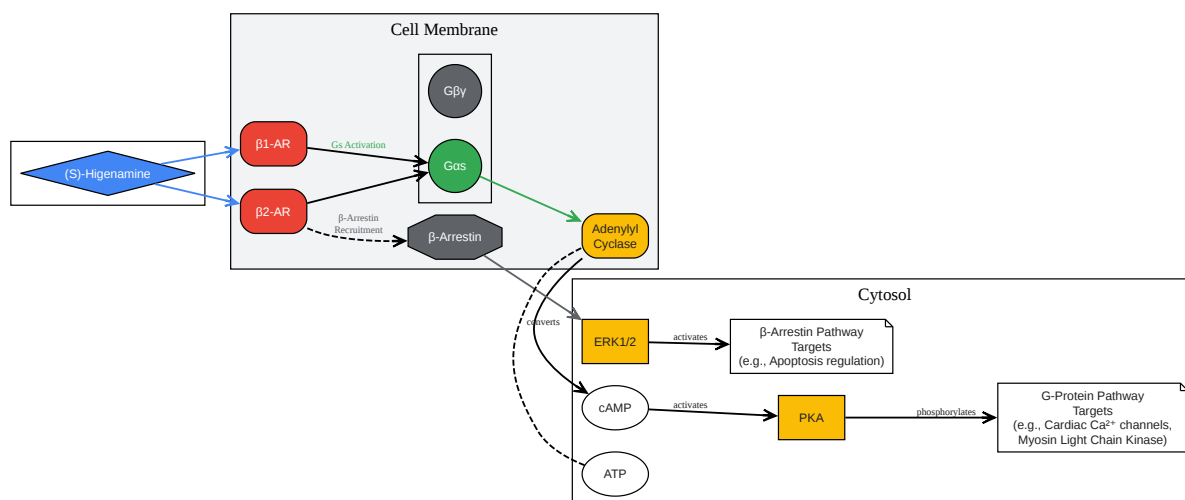 Cell Membrane
Gβγ
β1-AR
Gs Activation
Gαs
(S)-Higenamine
β2-AR
β-Arrestin
Recruitment
β-Arrestin
Adenylyl
Cyclase
Cytosol
converts
ERK1/2
activates
β-Arrestin Pathway
Targets
(e.g., Apoptosis regulation)
cAMP
activates
PKA
phosphorylates
G-Protein Pathway
Targets
(e.g., Cardiac Ca²⁺ channels,
Myosin Light Chain Kinase)
ATP